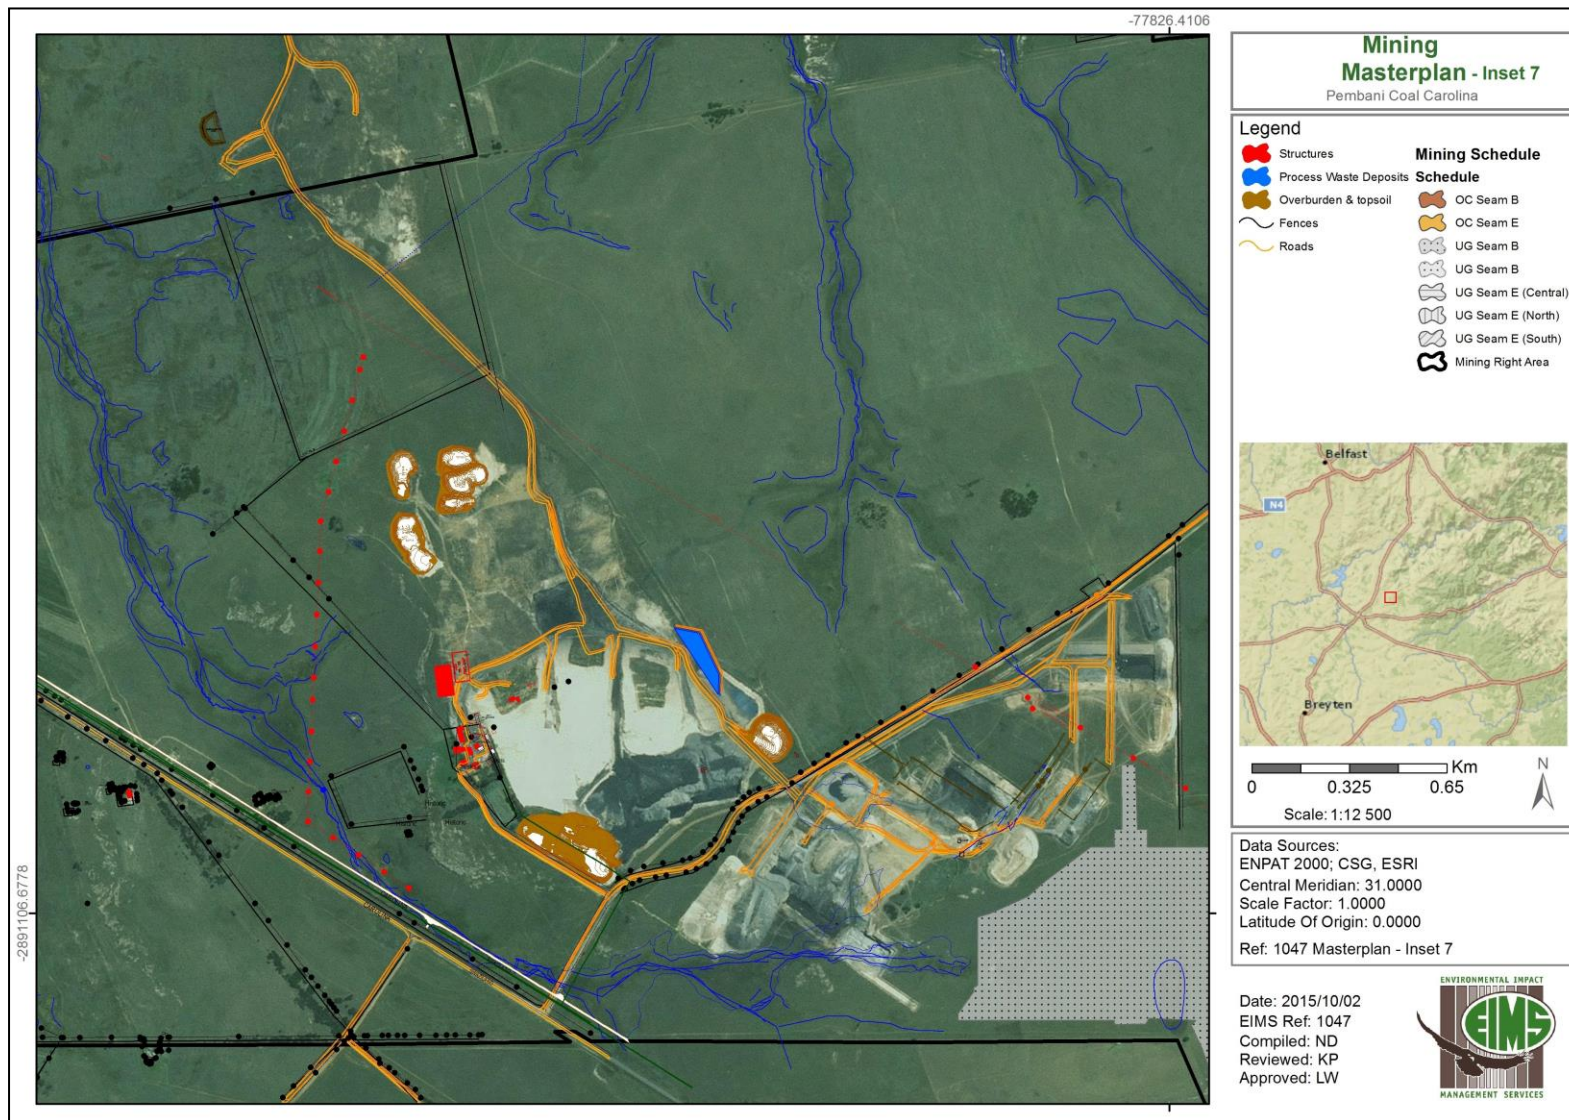 -77826.4106
-2891106.6778
Mining
Masterplan - Inset 7
Pembani Coal Carolina
Legend
Structures
Process Waste Deposits
Overburden & topsoil
Fences
Roads
Mining Schedule
Schedule
OC Seam B
OC Seam E
UG Seam B
UG Seam B
UG Seam E (Central)
UG Seam E (North)
UG Seam E (South)
Mining Right Area
Belfast
N4
Breyten
Km
0 0.325 0.65
N
Scale: 1:12 500
Data Sources:
ENPAT 2000; CSG, ESRI
Central Meridian: 31.0000
Scale Factor: 1.0000
Latitude Of Origin: 0.0000
Ref: 1047 Masterplan - Inset 7
Date: 2015/10/02
EIMS Ref: 1047
Compiled: ND
Reviewed: KP
Approved: LW
ENVIRONMENTAL IMPACT
EIMS
MANAGEMENT SERVICES